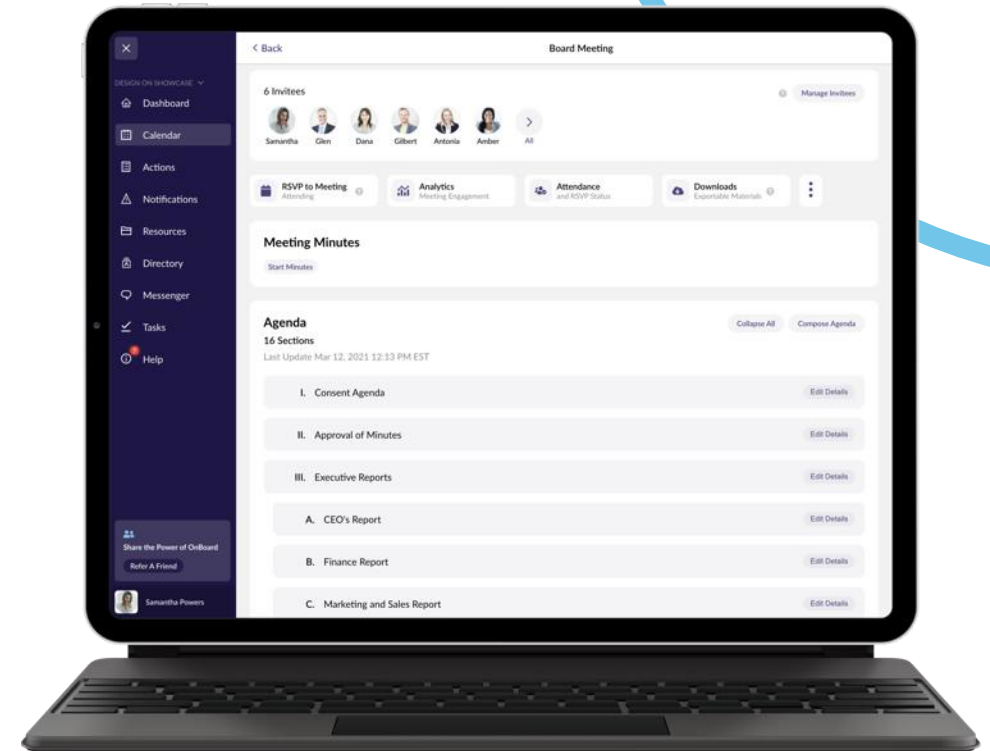 DESIGN ON SHOWCASE
Dashboard
Calendar
Actions
Notifications
Resources
Directory
Messenger
Tasks
Help
Share the Power of OnBoard
Refer A Friend
Samantha Powers
< Back
Board Meeting
6 Invitees
Manage Invitees
Samantha Glen Dana Gilbert Antonia Amber All
RSVP to Meeting
Attending
Analytics
Meeting Engagement
Attendance
and RSVP Status
Downloads
Exportable Materials
Meeting Minutes
Start Minutes
Agenda
Collapse All
Compose Agenda
16 Sections
Last Update Mar 12, 2021 12:13 PM EST
I. Consent Agenda Edit Details
II. Approval of Minutes Edit Details
III. Executive Reports Edit Details
A. CEO's Report Edit Details
B. Finance Report Edit Details
C. Marketing and Sales Report Edit Details